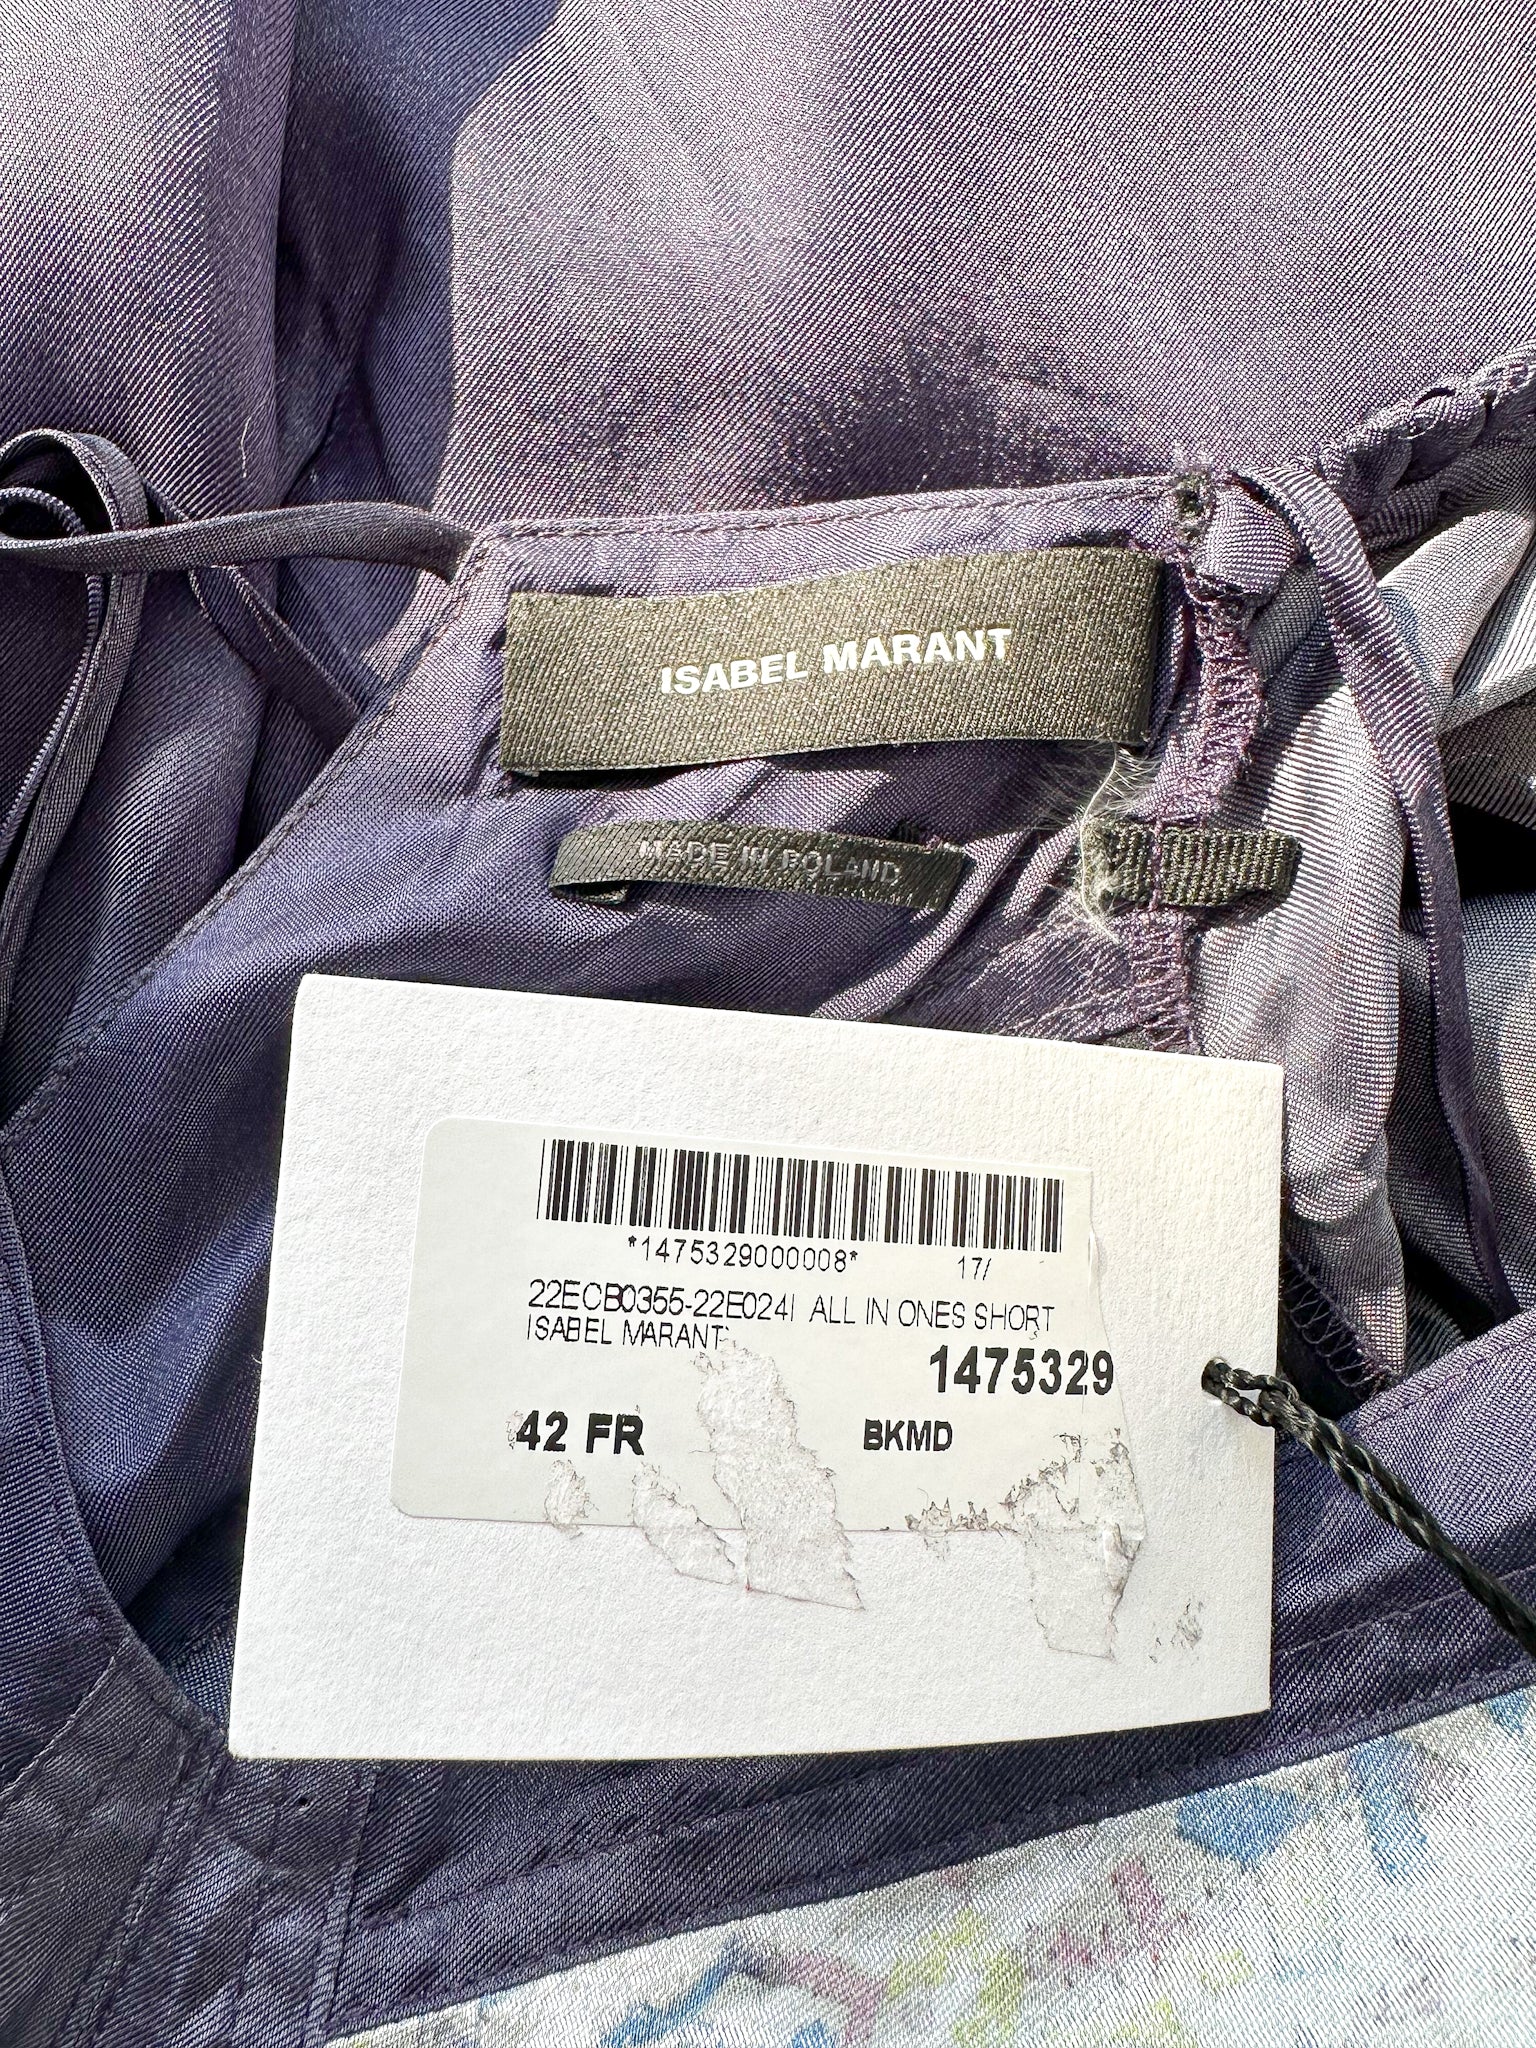 ISABEL MARANT
MADE IN POLAND
*1475329000008*
17/
22ECB0355-22E024I ALL IN ONES SHORT
ISABEL MARANT
1475329
42 FR
BKMD